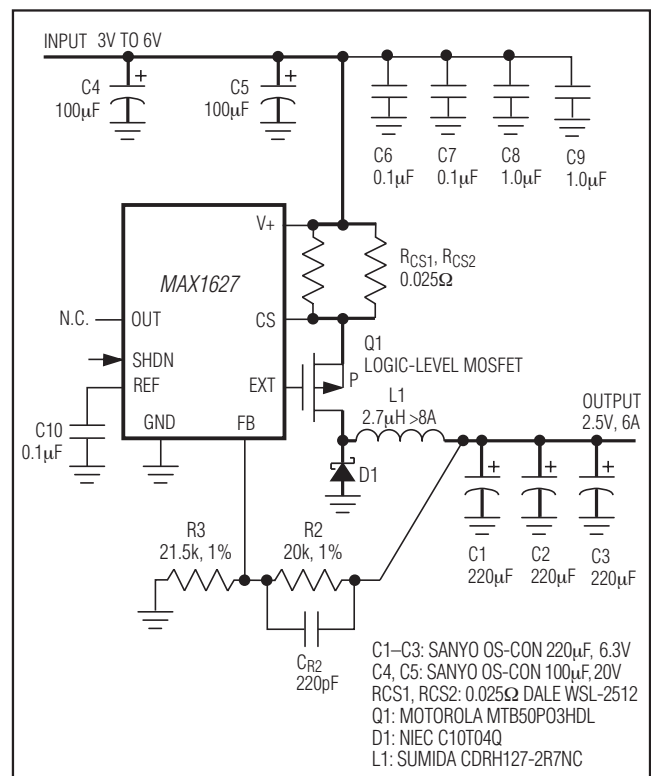 INPUT 3V TO 6V
C4
100µF
+
C5
100µF
+
C6
0.1µF
C7
0.1µF
C8
1.0µF
C9
1.0µF
MAX1627
V+
CS
EXT
FB
GND
REF
SHDN
OUT
N.C.
RCS1, RCS2
0.025Ω
Q1
LOGIC-LEVEL MOSFET
P
L1
2.7µH >8A
OUTPUT
2.5V, 6A
D1
C10
0.1µF
+
C1
220µF
+
C2
220µF
+
C3
220µF
R3
21.5k, 1%
R2
20k, 1%
CR2
220pF
C1–C3: SANYO OS-CON 220µF, 6.3V
C4, C5: SANYO OS-CON 100µF, 20V
RCS1, RCS2: 0.025Ω DALE WSL-2512
Q1: MOTOROLA MTB50PO3HDL
D1: NIEC C10T04Q
L1: SUMIDA CDRH127-2R7NC